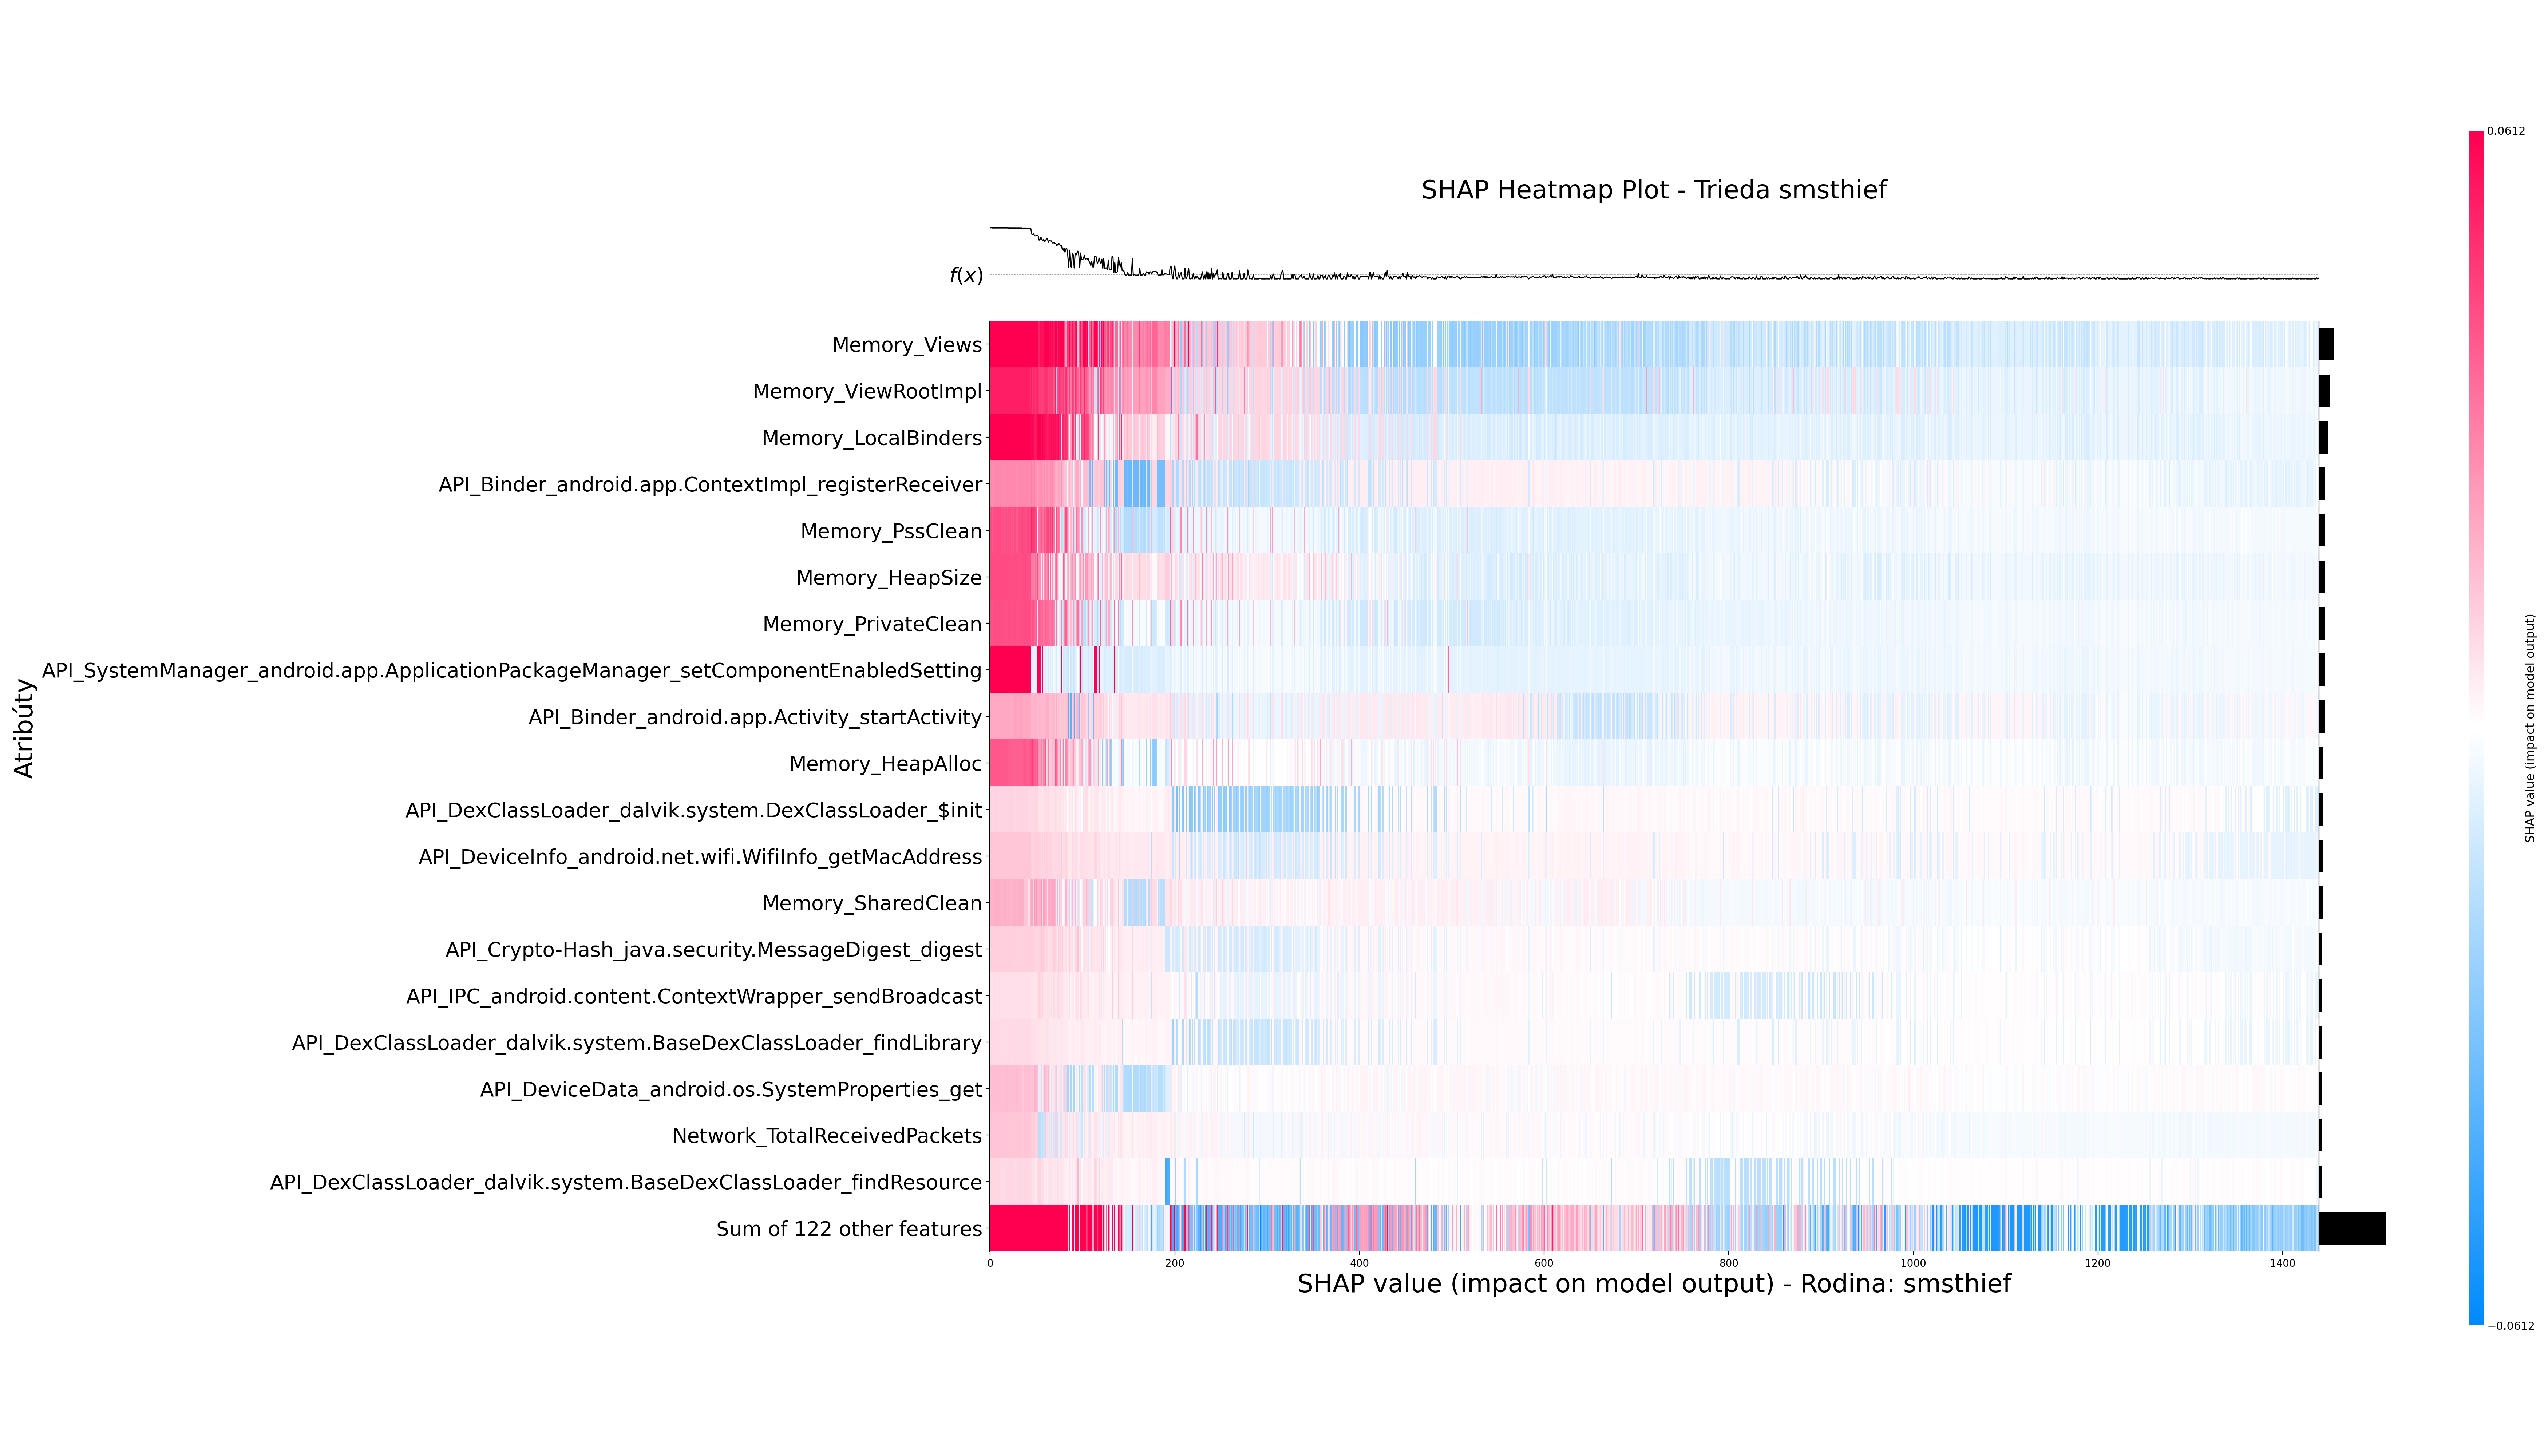 SHAP Heatmap Plot - Trieda smsthief
f(x)
Memory_Views
Memory_ViewRootImpl
Memory_LocalBinders
API_Binder_android.app.ContextImpl_registerReceiver
Memory_PssClean
Memory_HeapSize
Memory_PrivateClean
API_SystemManager_android.app.ApplicationPackageManager_setComponentEnabledSetting
API_Binder_android.app.Activity_startActivity
Memory_HeapAlloc
API_DexClassLoader_dalvik.system.DexClassLoader_$init
API_DeviceInfo_android.net.wifi.WifiInfo_getMacAddress
Memory_SharedClean
API_Crypto-Hash_java.security.MessageDigest_digest
API_IPC_android.content.ContextWrapper_sendBroadcast
API_DexClassLoader_dalvik.system.BaseDexClassLoader_findLibrary
API_DeviceData_android.os.SystemProperties_get
Network_TotalReceivedPackets
API_DexClassLoader_dalvik.system.BaseDexClassLoader_findResource
Sum of 122 other features
Atribúty
0 200 400 600 800 1000 1200 1400
SHAP value (impact on model output) - Rodina: smsthief
0.0612
SHAP value (impact on model output)
−0.0612